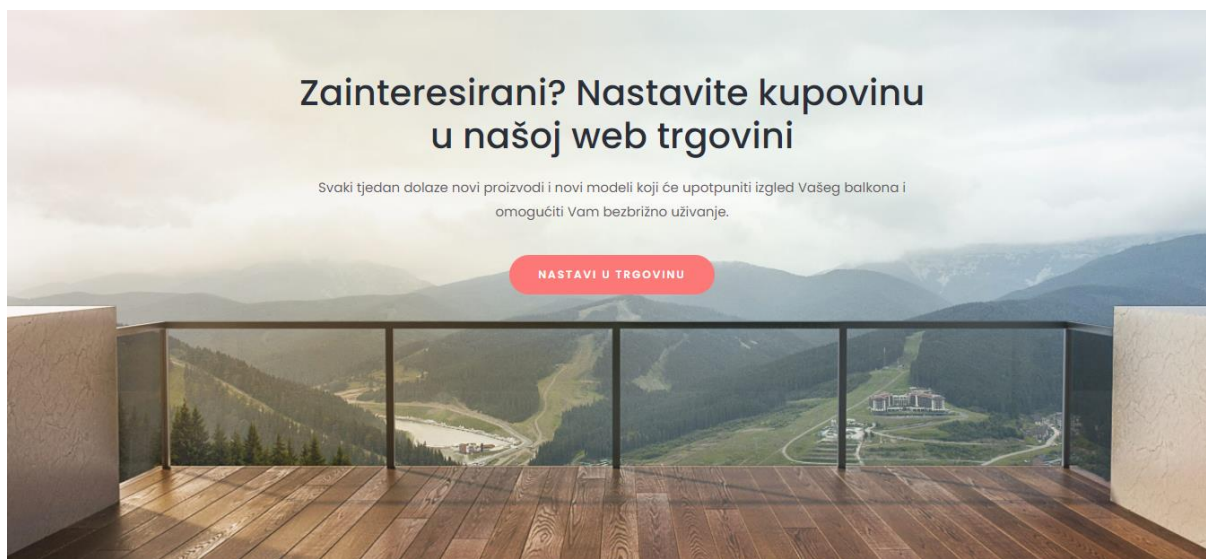 Zainteresirani? Nastavite kupovinu
u našoj web trgovini
Svaki tjedan dolaze novi proizvodi i novi modeli koji će upotpuniti izgled Vašeg balkona i
omogućiti Vam bezbrižno uživanje.
NASTAVI U TRGOVINU